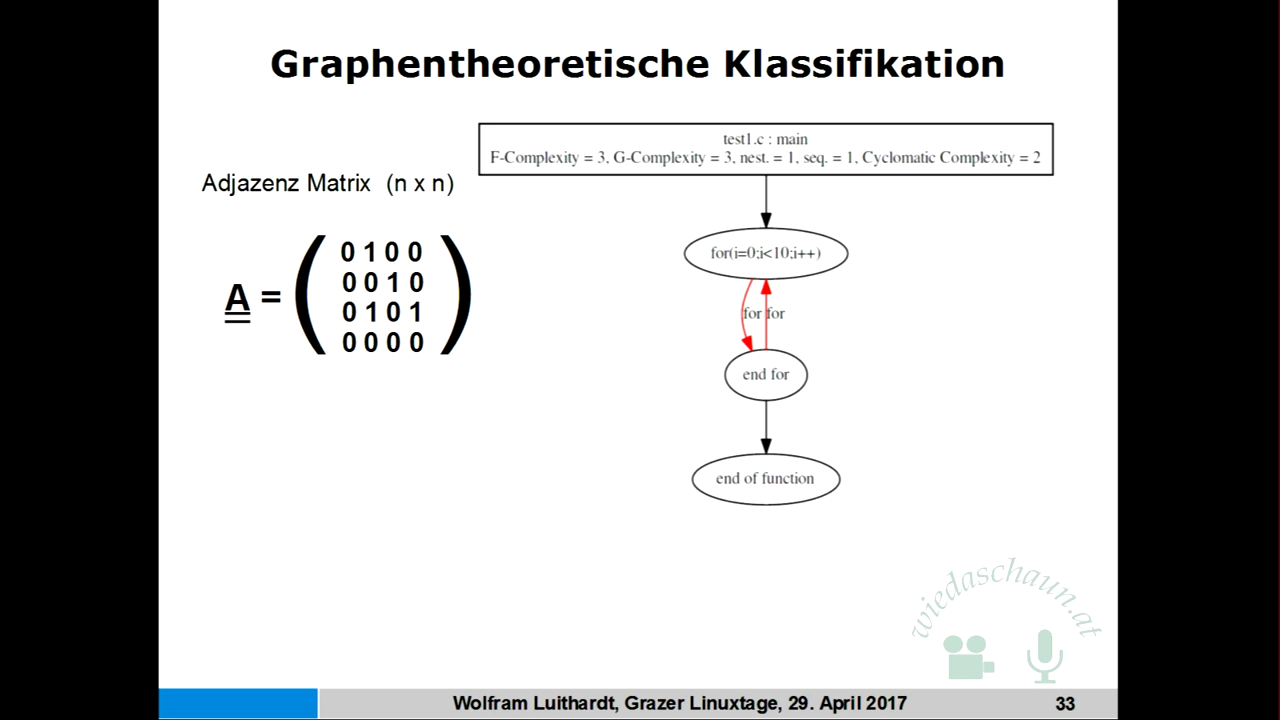 Graphentheoretische Klassifikation
test1.c : main
F-Complexity = 3, G-Complexity = 3, nest. = 1, seq. = 1, Cyclomatic Complexity = 2
Adjazenz Matrix (n x n)
A =
0 1 0 0
0 0 1 0
0 1 0 1
0 0 0 0
for(i=0;i<10;i++)
for for
end for
end of function
wiedaschaun.at
Wolfram Luithardt, Grazer Linuxtage, 29. April 2017
33